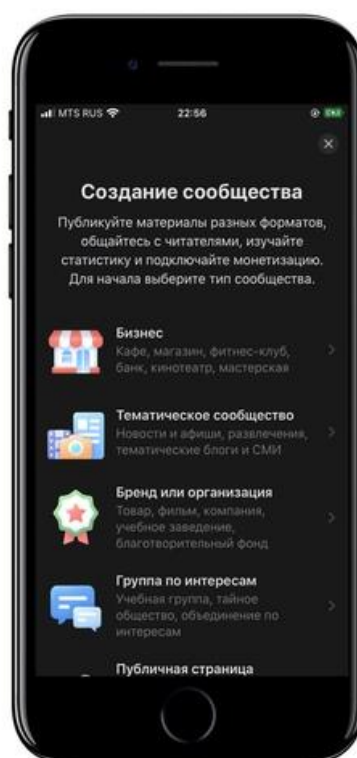 MTS RUS
22:56
Создание сообщества
Публикуйте материалы разных форматов,
общайтесь с читателями, изучайте
статистику и подключайте монетизацию.
Для начала выберите тип сообщества.
Бизнес
Кафе, магазин, фитнес-клуб,
банк, кинотеатр, мастерская
Тематическое сообщество
Новости и афиши, развлечения,
тематические блоги и СМИ
Бренд или организация
Товар, фильм, компания,
учебное заведение,
благотворительный фонд
Группа по интересам
Учебная группа, тайное
общество, объединение по
интересам
Публичная страница